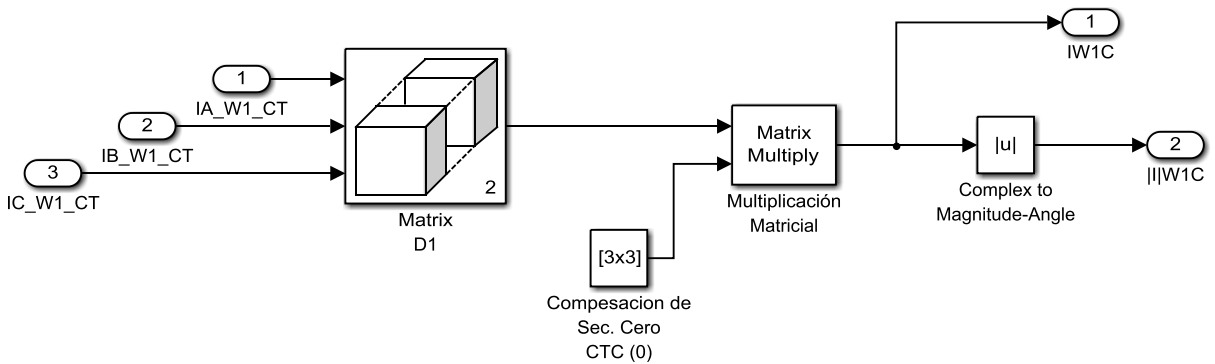 1
IW1C
1
IA_W1_CT
2
IB_W1_CT
3
IC_W1_CT
2
Matrix
D1
Matrix
Multiply
Multiplicación
Matricial
|u|
Complex to
Magnitude-Angle
2
|I|W1C
[3x3]
Compesacion de
Sec. Cero
CTC (0)